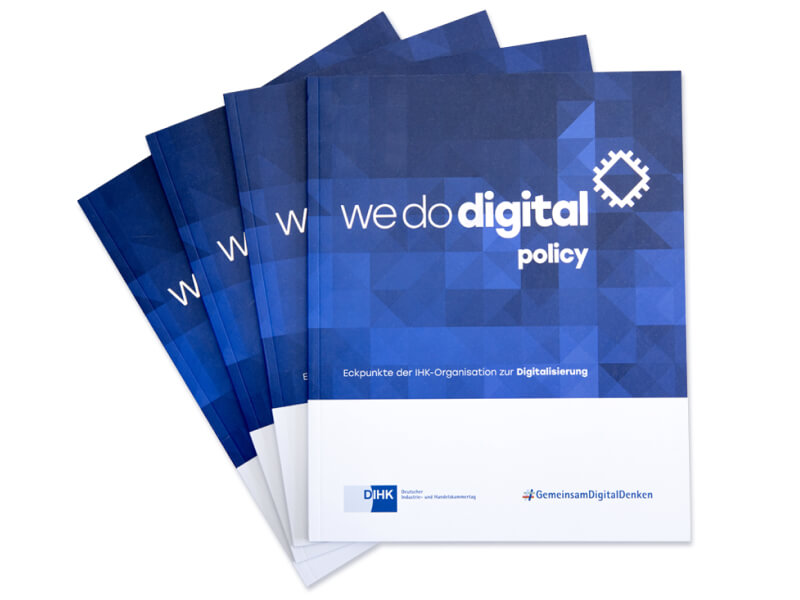 we do digital
policy
Eckpunkte der IHK-Organisation zur Digitalisierung
DIHK
Deutscher
Industrie- und Handelskammertag
#GemeinsamDigitalDenken
w
w
w
E